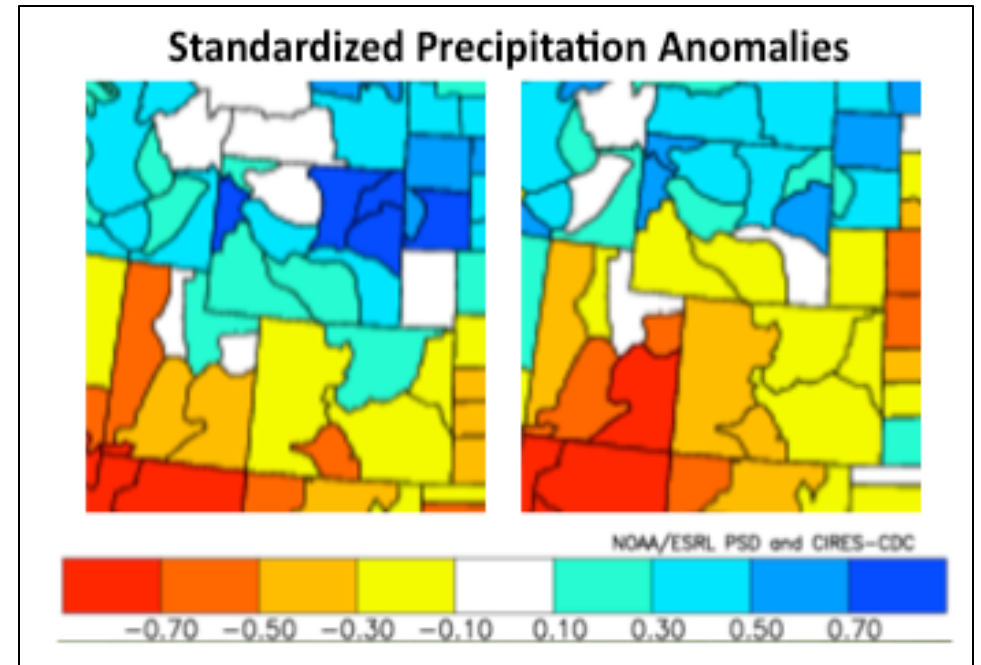 Standardized Precipitation Anomalies
NOAA/ESRL PSD and CIRES-CDC
-0.70 -0.50 -0.30 -0.10 0.10 0.30 0.50 0.70